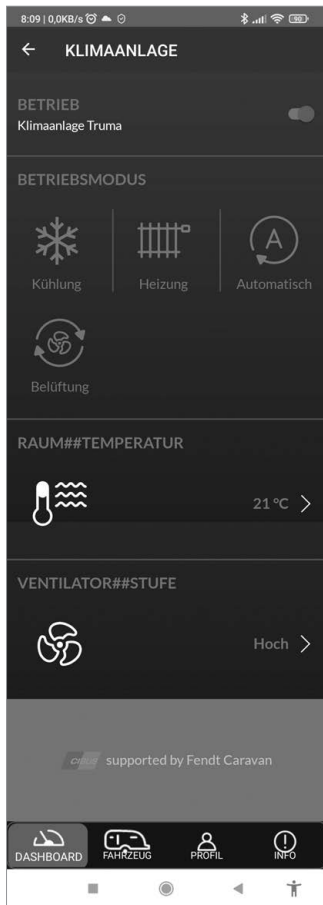 8:09 | 0,0KB/s
90
KLIMAANLAGE
BETRIEB
Klimaanlage Truma
BETRIEBSMODUS
Kühlung Heizung Automatisch
A
Belüftung
RAUM##TEMPERATUR
21 °C
VENTILATOR##STUFE
Hoch
supported by Fendt Caravan
DASHBOARD FAHRZEUG PROFIL INFO